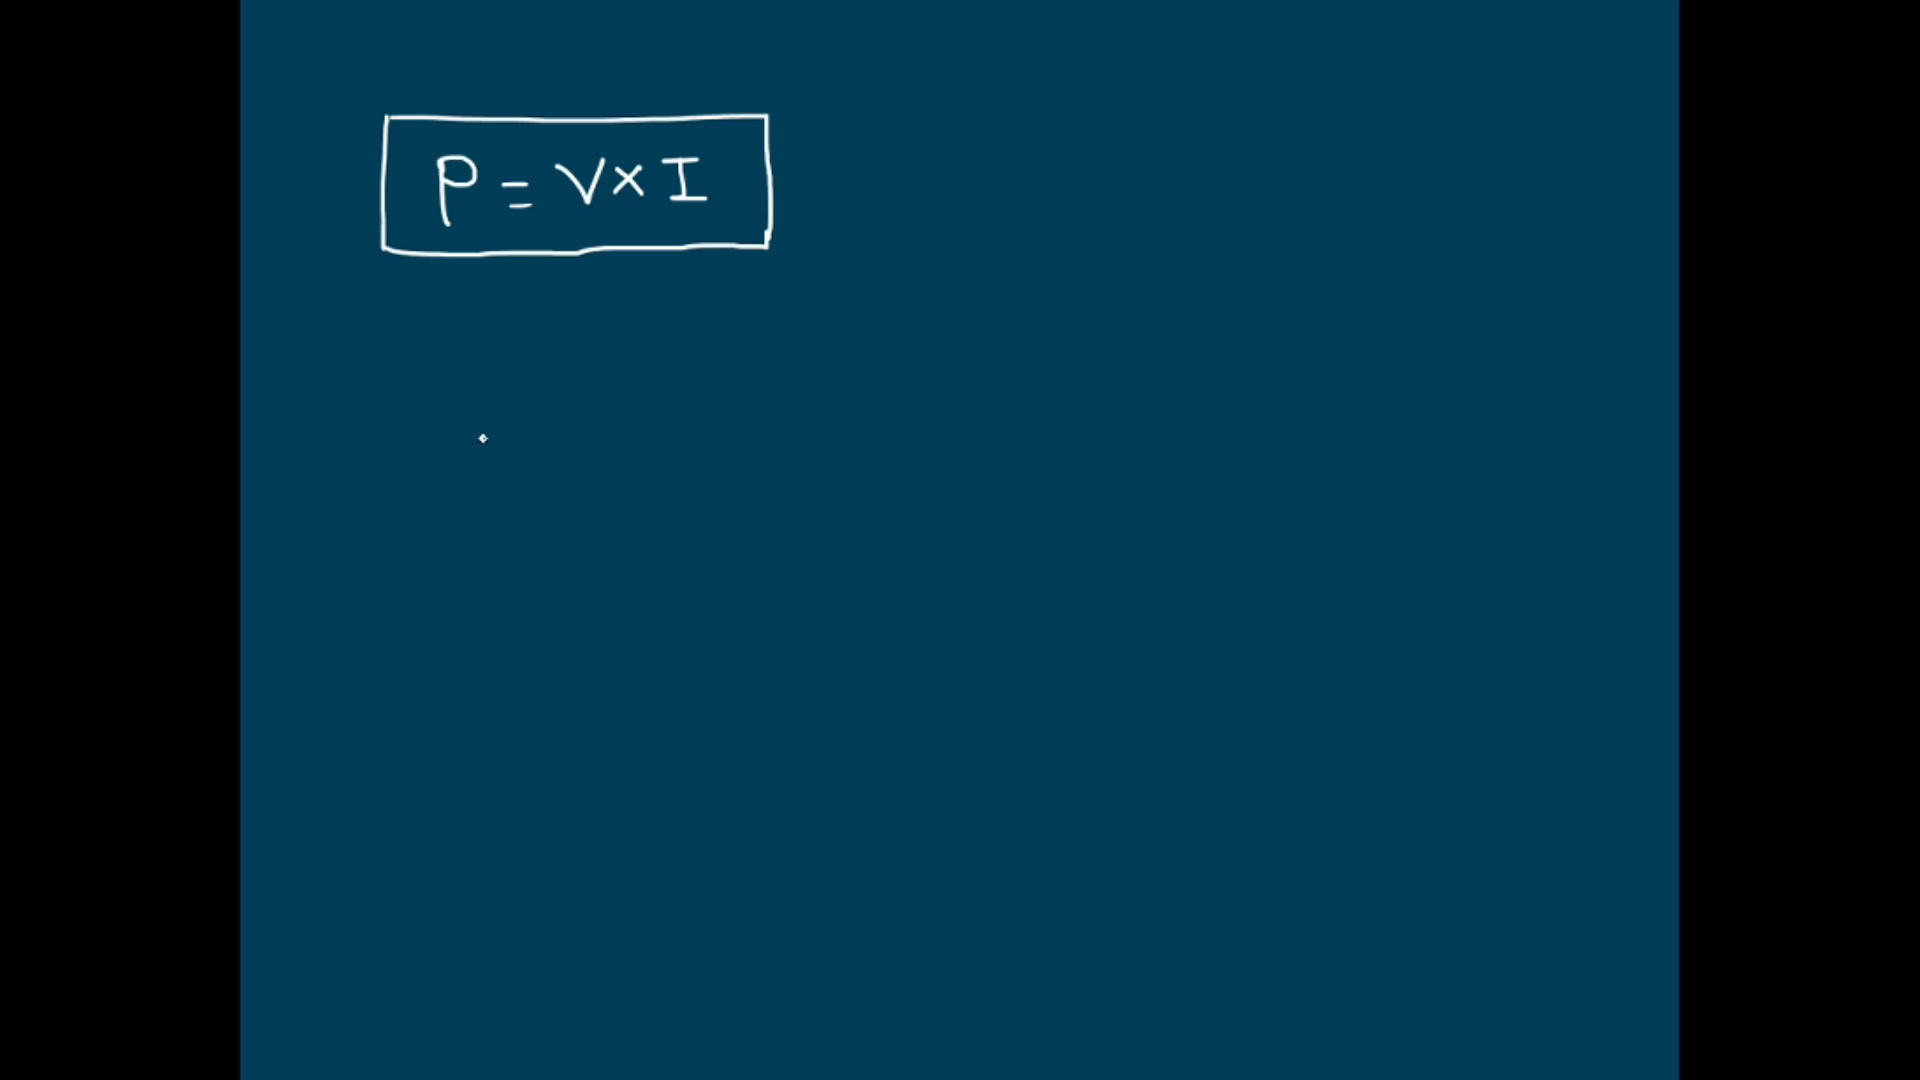 P = V × I